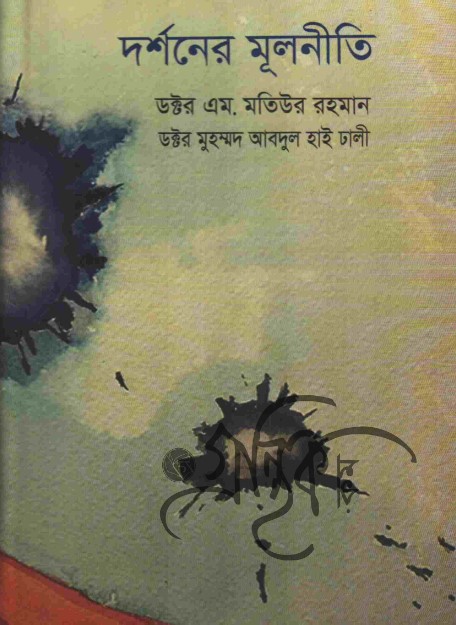 দর্শনের মূলনীতি
ডক্টর এম. মতিউর রহমান
ডক্টর মুহম্মদ আবদুল হাই ঢালী